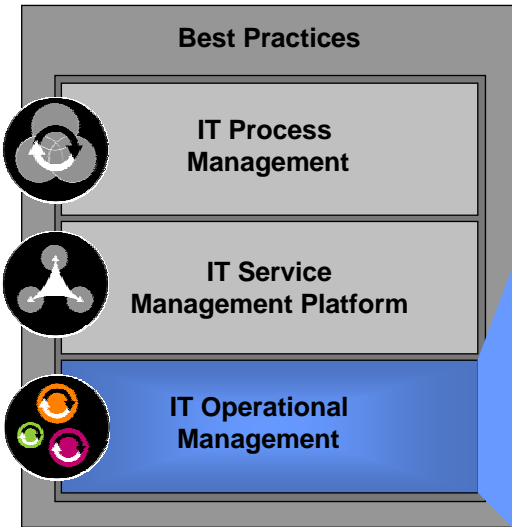 Best Practices
IT Process
Management
IT Service
Management Platform
IT Operational
Management